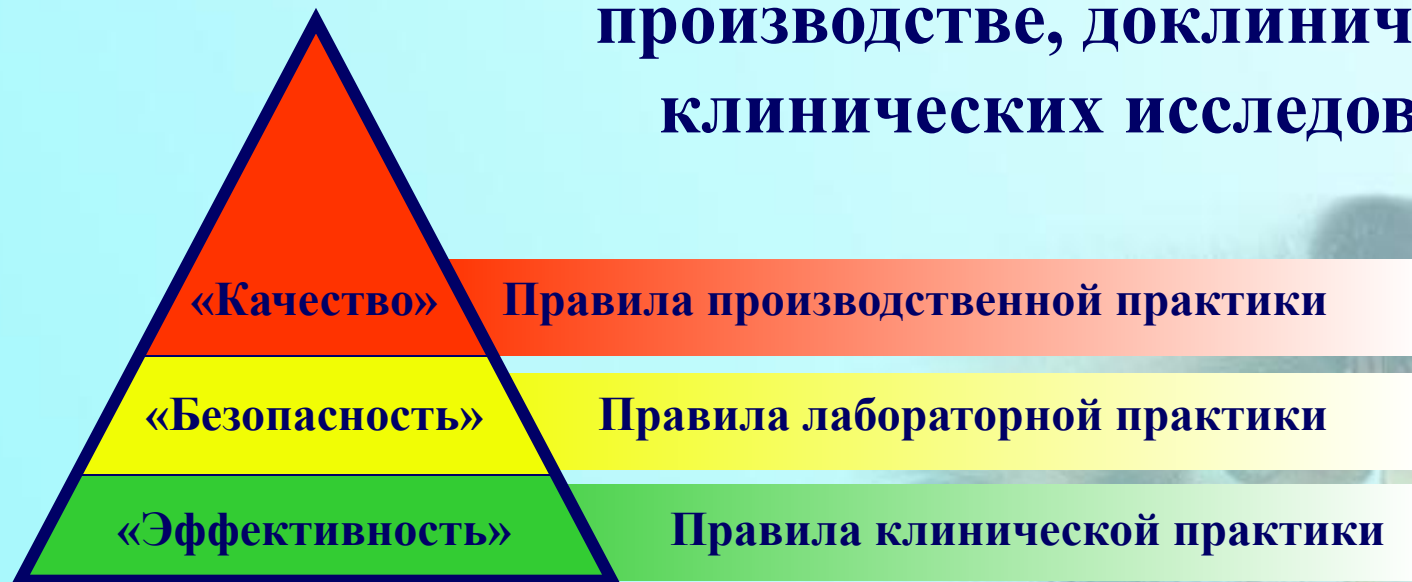 производстве, доклинич
клинических исследов
«Качество» Правила производственной практики
«Безопасность» Правила лабораторной практики
«Эффективность» Правила клинической практики